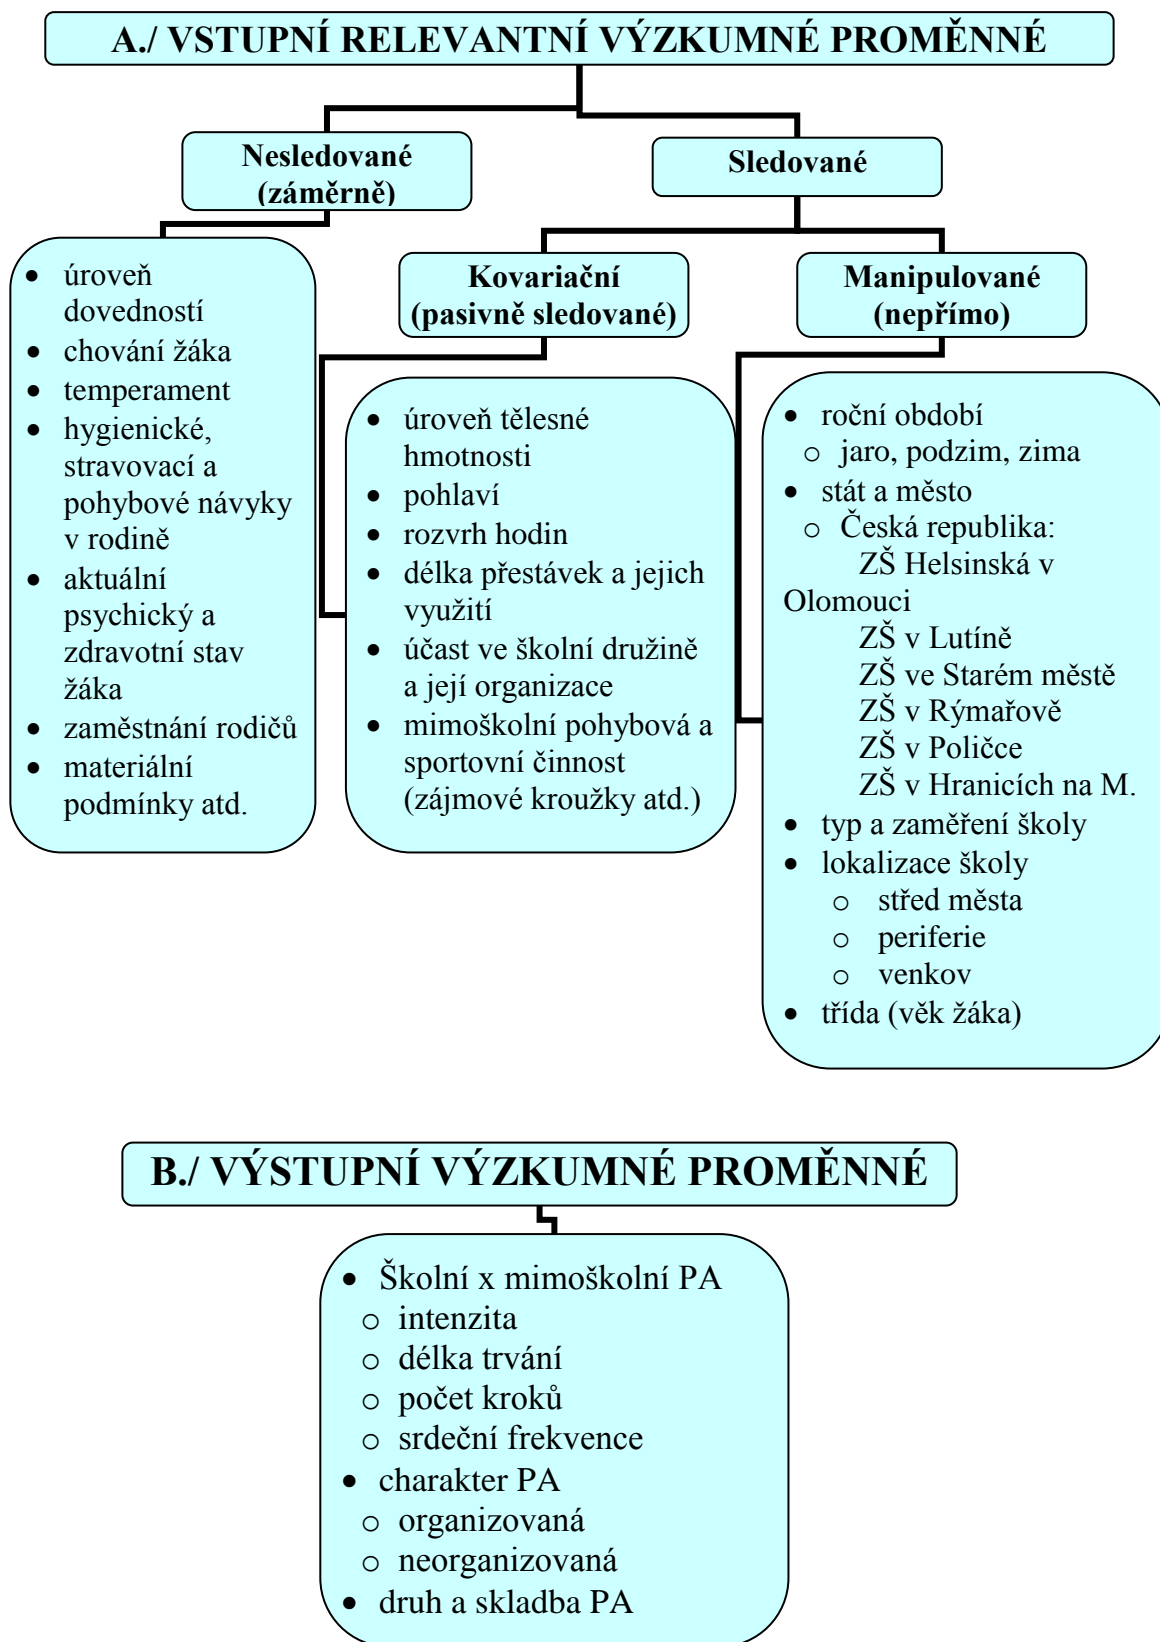 A./ VSTUPNÍ RELEVANTNÍ VÝZKUMNÉ PROMĚNNÉ
Nesledované
(záměrně)
Sledované
Kovariační
(pasivně sledované)
Manipulované
(nepřímo)
• úroveň
dovedností
• chování žáka
• temperament
• hygienické,
stravovací a
pohybové návyky
v rodině
• aktuální
psychický a
zdravotní stav
žáka
• zaměstnání rodičů
• materiální
podmínky atd.
• úroveň tělesné
hmotnosti
• pohlaví
• rozvrh hodin
• délka přestávek a jejich
využití
• účast ve školní družině
a její organizace
• mimoškolní pohybová a
sportovní činnost
(zájmové kroužky atd.)
• roční období
o jaro, podzim, zima
• stát a město
o Česká republika:
ZŠ Helsinská v
Olomouci
ZŠ v Lutíně
ZŠ ve Starém městě
ZŠ v Rýmařově
ZŠ v Poličce
ZŠ v Hranicích na M.
• typ a zaměření školy
• lokalizace školy
o střed města
o periferie
o venkov
• třída (věk žáka)
B./ VÝSTUPNÍ VÝZKUMNÉ PROMĚNNÉ
• Školní x mimoškolní PA
o intenzita
o délka trvání
o počet kroků
o srdeční frekvence
• charakter PA
o organizovaná
o neorganizovaná
• druh a skladba PA